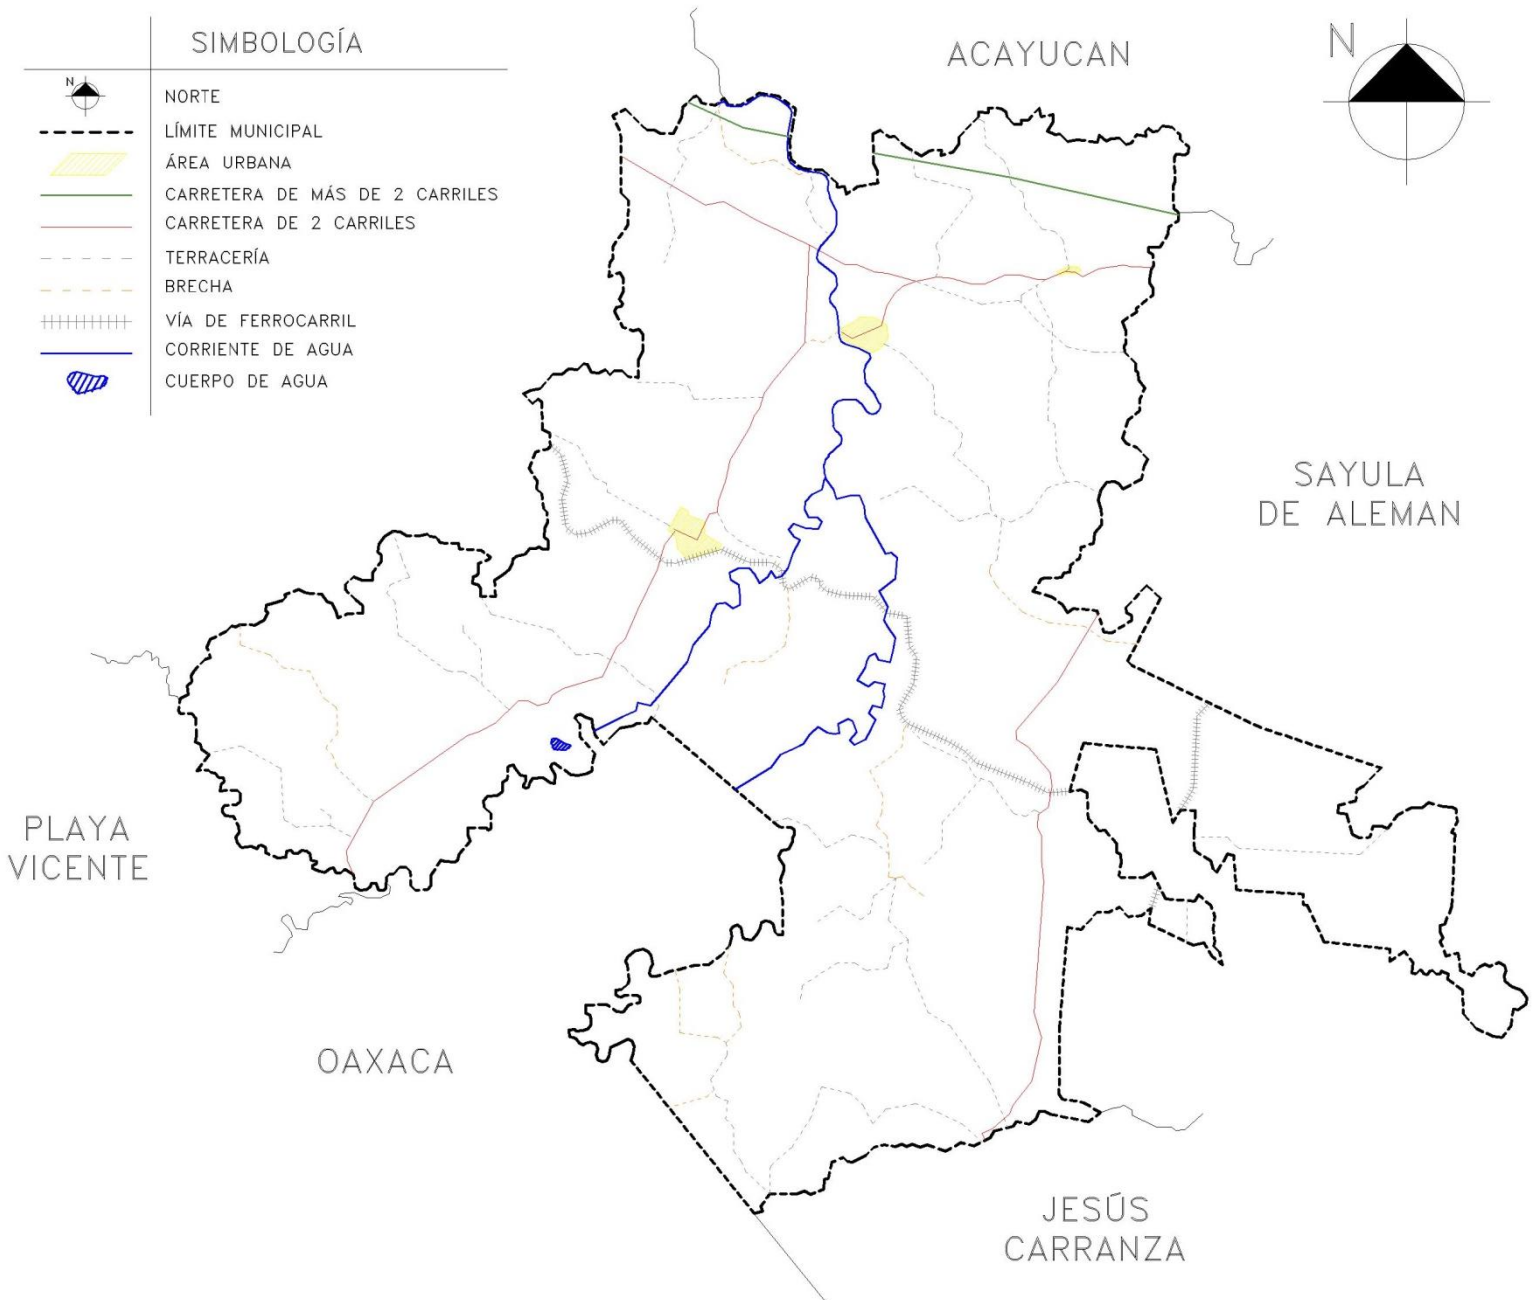 SIMBOLOGÍA
N
NORTE
LÍMITE MUNICIPAL
ÁREA URBANA
CARRETERA DE MÁS DE 2 CARRILES
CARRETERA DE 2 CARRILES
TERRACERÍA
BRECHA
VÍA DE FERROCARRIL
CORRIENTE DE AGUA
CUERPO DE AGUA
ACAYUCAN
N
SAYULA
DE ALEMAN
PLAYA
VICENTE
OAXACA
JESÚS
CARRANZA